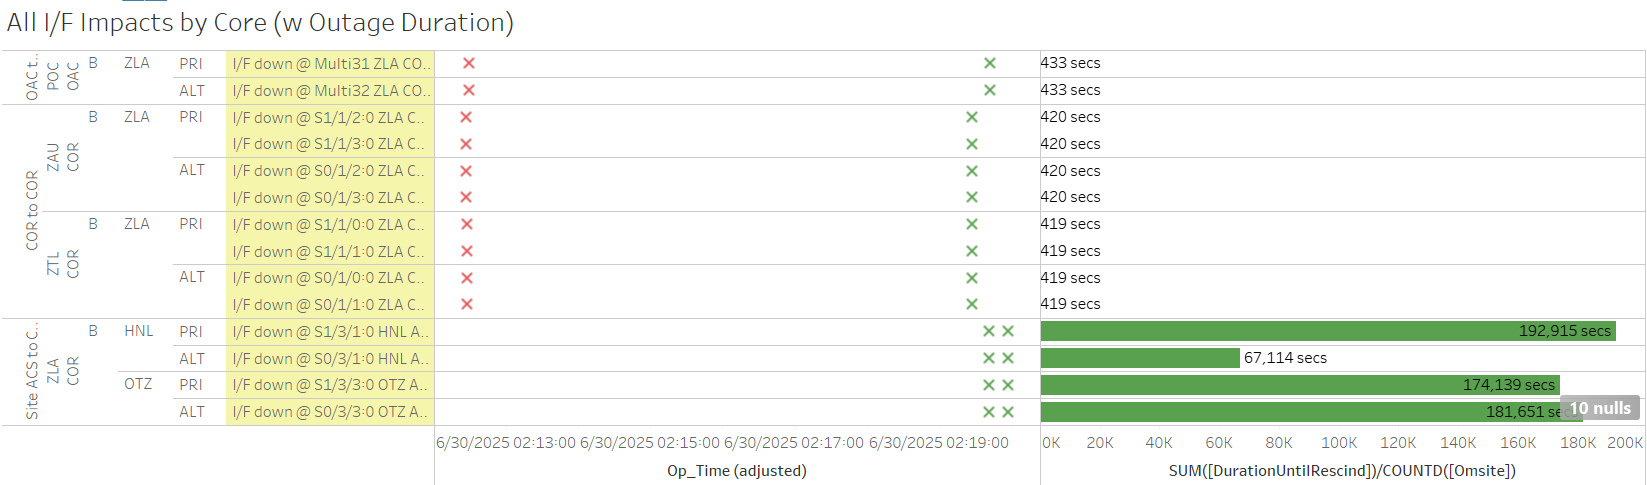 All I/F Impacts by Core (w Outage Duration)
OAC t.. POC OAC B ZLA PRI I/F down @ Multi31 ZLA CO.. 433 secs
ALT I/F down @ Multi32 ZLA CO.. 433 secs
COR to COR ZAU COR B ZLA PRI I/F down @ S1/1/2:0 ZLA C.. 420 secs
I/F down @ S1/1/3:0 ZLA C.. 420 secs
ALT I/F down @ S0/1/2:0 ZLA C.. 420 secs
I/F down @ S0/1/3:0 ZLA C.. 420 secs
ZTL COR B ZLA PRI I/F down @ S1/1/0:0 ZLA C.. 419 secs
I/F down @ S1/1/1:0 ZLA C.. 419 secs
ALT I/F down @ S0/1/0:0 ZLA C.. 419 secs
I/F down @ S0/1/1:0 ZLA C.. 419 secs
Site ACS to C.. ZLA COR B HNL PRI I/F down @ S1/3/1:0 HNL A.. 192,915 secs
ALT I/F down @ S0/3/1:0 HNL A.. 67,114 secs
OTZ PRI I/F down @ S1/3/3:0 OTZ A.. 174,139 secs
ALT I/F down @ S0/3/3:0 OTZ A.. 181,651 se
10 nulls
6/30/2025 02:13:00 6/30/2025 02:15:00 6/30/2025 02:17:00 6/30/2025 02:19:00 0K 20K 40K 60K 80K 100K 120K 140K 160K 180K 200K
Op_Time (adjusted) SUM([DurationUntilRescind])/COUNTD([Omsite])